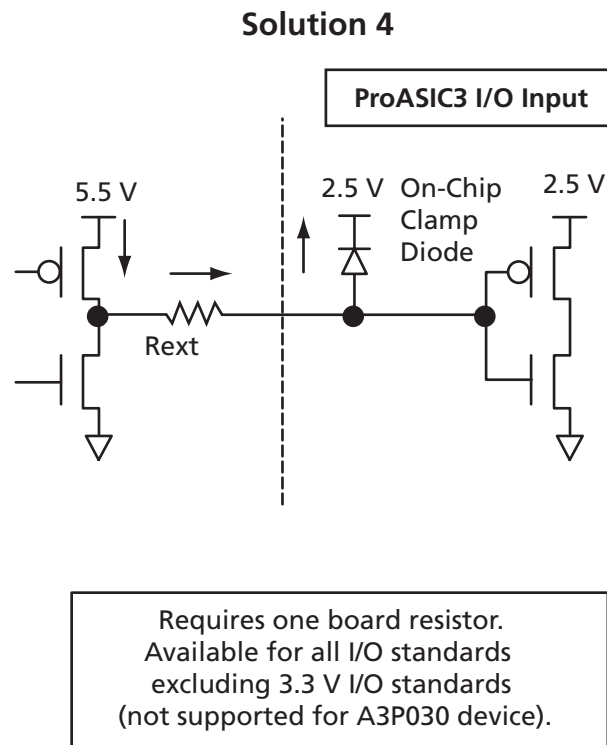 Solution 4
ProASIC3 I/O Input
5.5 V
2.5 V
On-Chip
Clamp
Diode
2.5 V
Rext
Requires one board resistor.
Available for all I/O standards
excluding 3.3 V I/O standards
(not supported for A3P030 device).